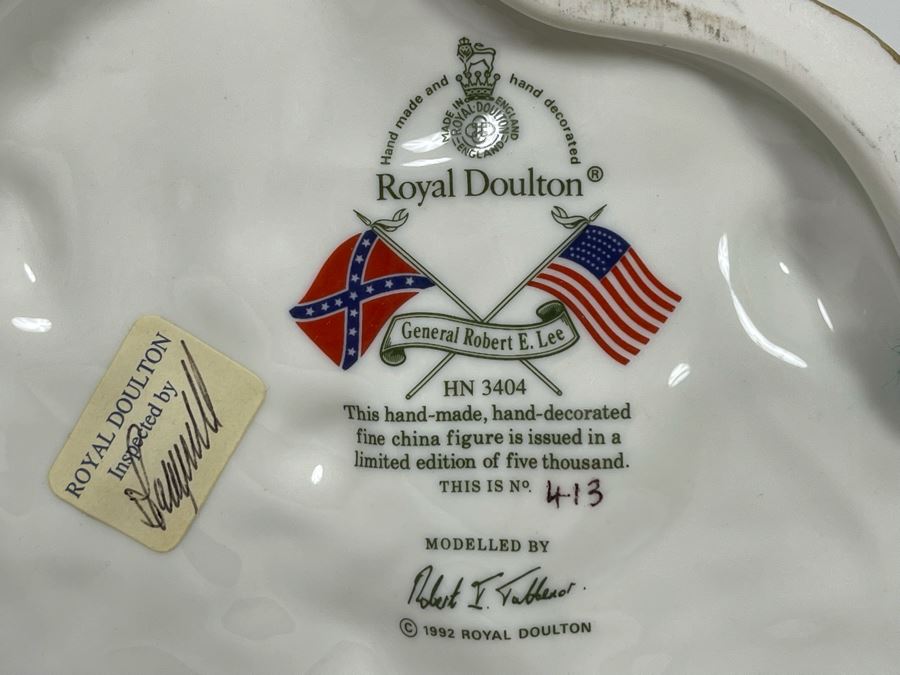 Hand made and hand decorated
MADE IN ENGLAND
ROYAL·DOULTON
ENGLAND
Royal Doulton®
General Robert E. Lee
HN 3404
This hand-made, hand-decorated
fine china figure is issued in a
limited edition of five thousand.
THIS IS Nº. 413
MODELLED BY
Robert I. Tabbenor.
© 1992 ROYAL DOULTON
ROYAL DOULTON
Inspected by